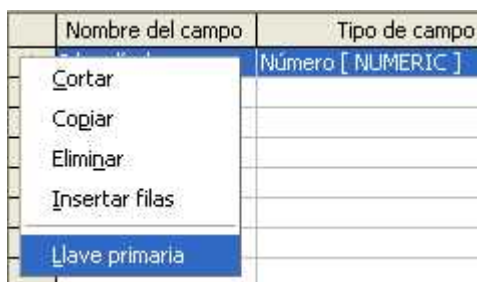 Nombre del campo Tipo de campo
Número [ NUMERIC ]
Cortar
Copiar
Eliminar
Insertar filas
Llave primaria